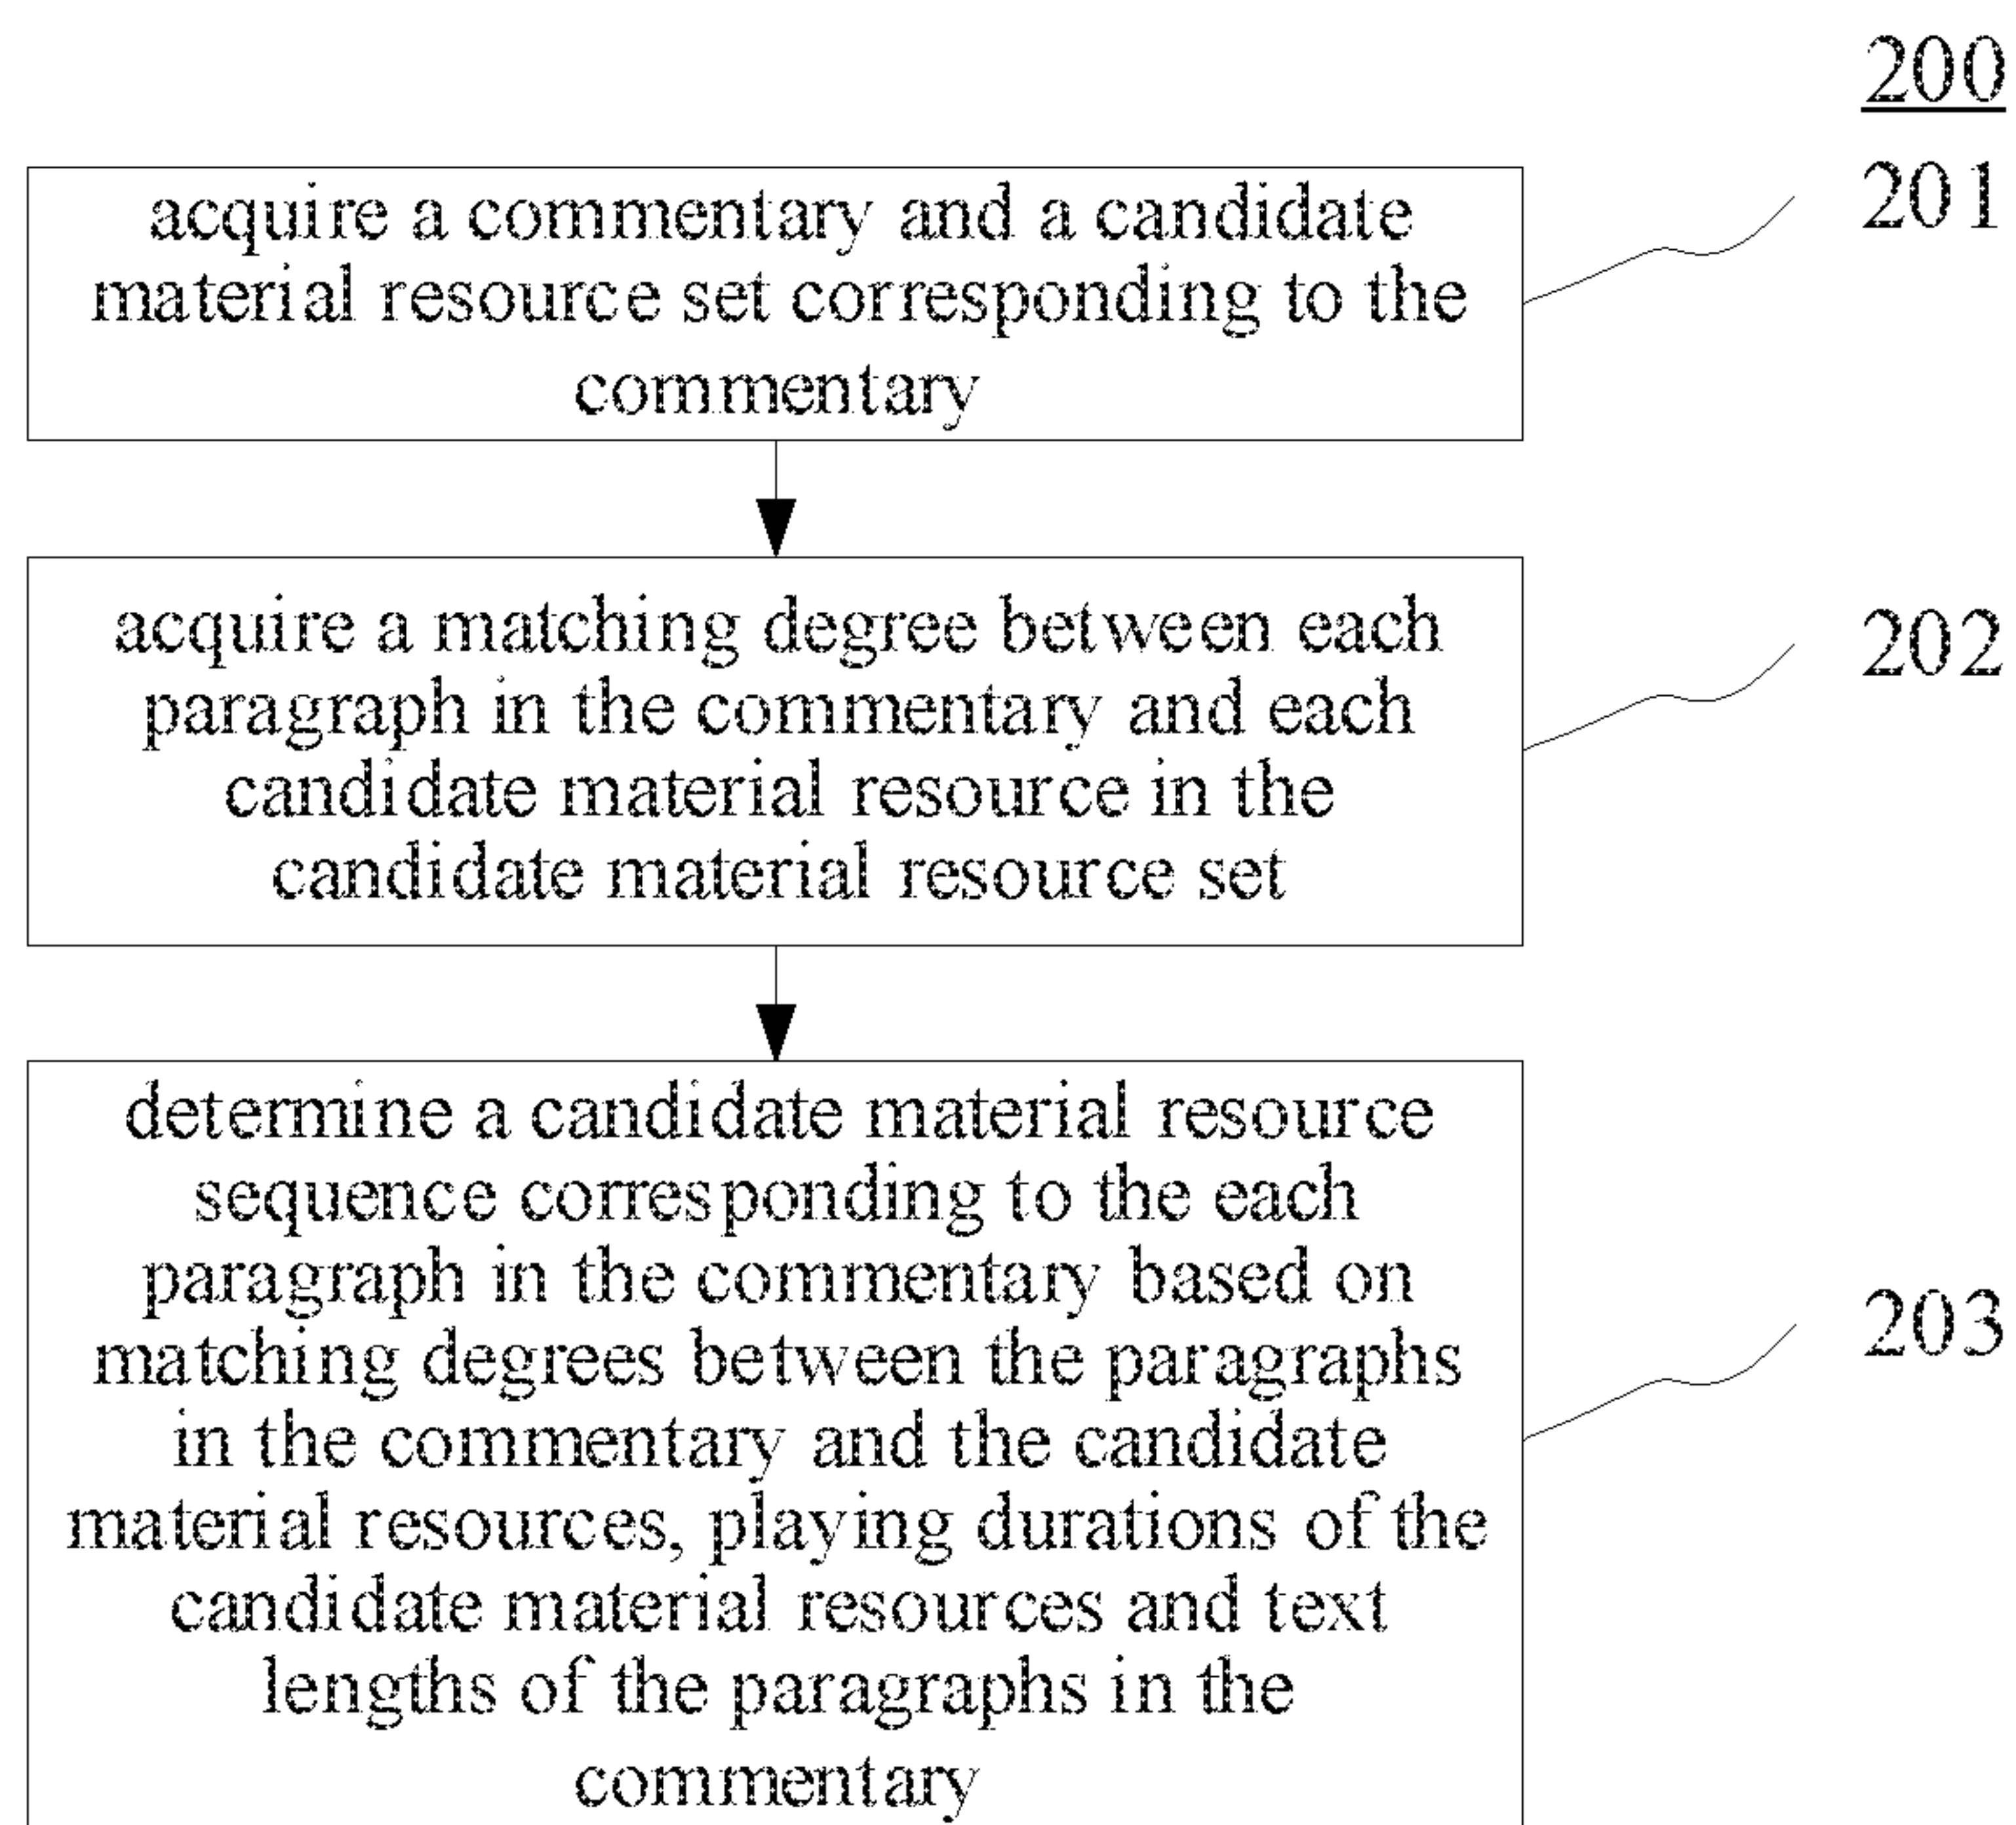 200
201
acquire a commentary and a candidate
material resource set corresponding to the
commentary
202
acquire a matching degree between each
paragraph in the commentary and each
candidate material resource in the
candidate material resource set
203
determine a candidate material resource
sequence corresponding to the each
paragraph in the commentary based on
matching degrees between the paragraphs
in the commentary and the candidate
material resources, playing durations of the
candidate material resources and text
lengths of the paragraphs in the
commentary